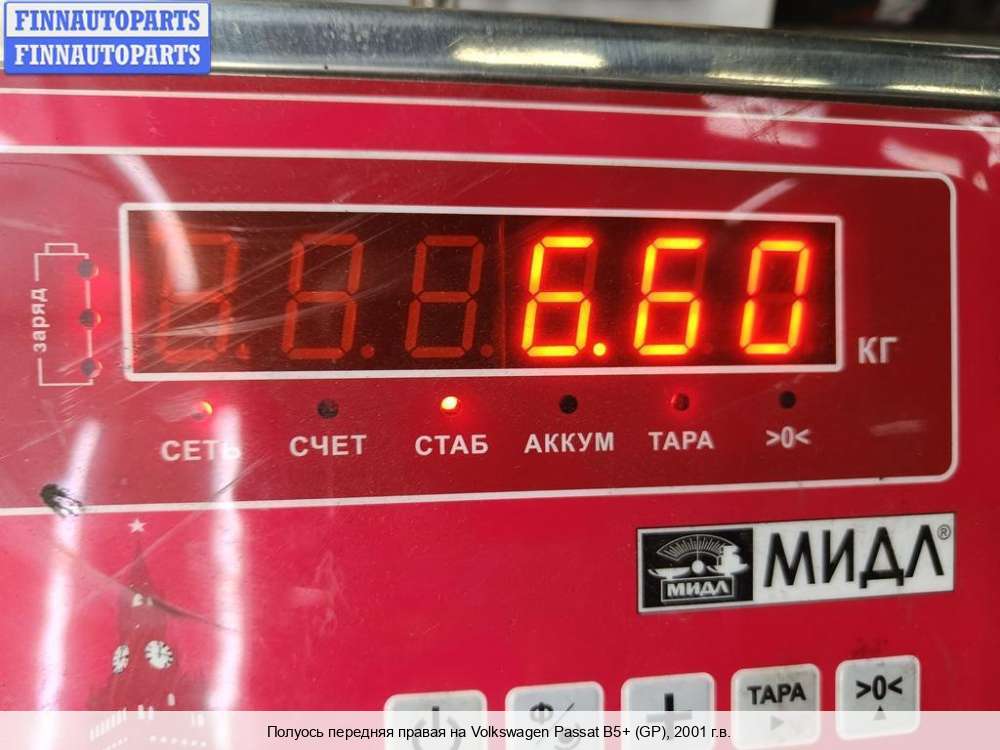 FINNAUTOPARTS
FINNAUTOPARTS
заряд
6.60
КГ
СЕТЬ
СЧЕТ
СТАБ
АККУМ
ТАРА
>0<
МИДЛ
МИДЛ®
ТАРА
>0<
+
Полуось передняя правая на Volkswagen Passat B5+ (GP), 2001 г.в.